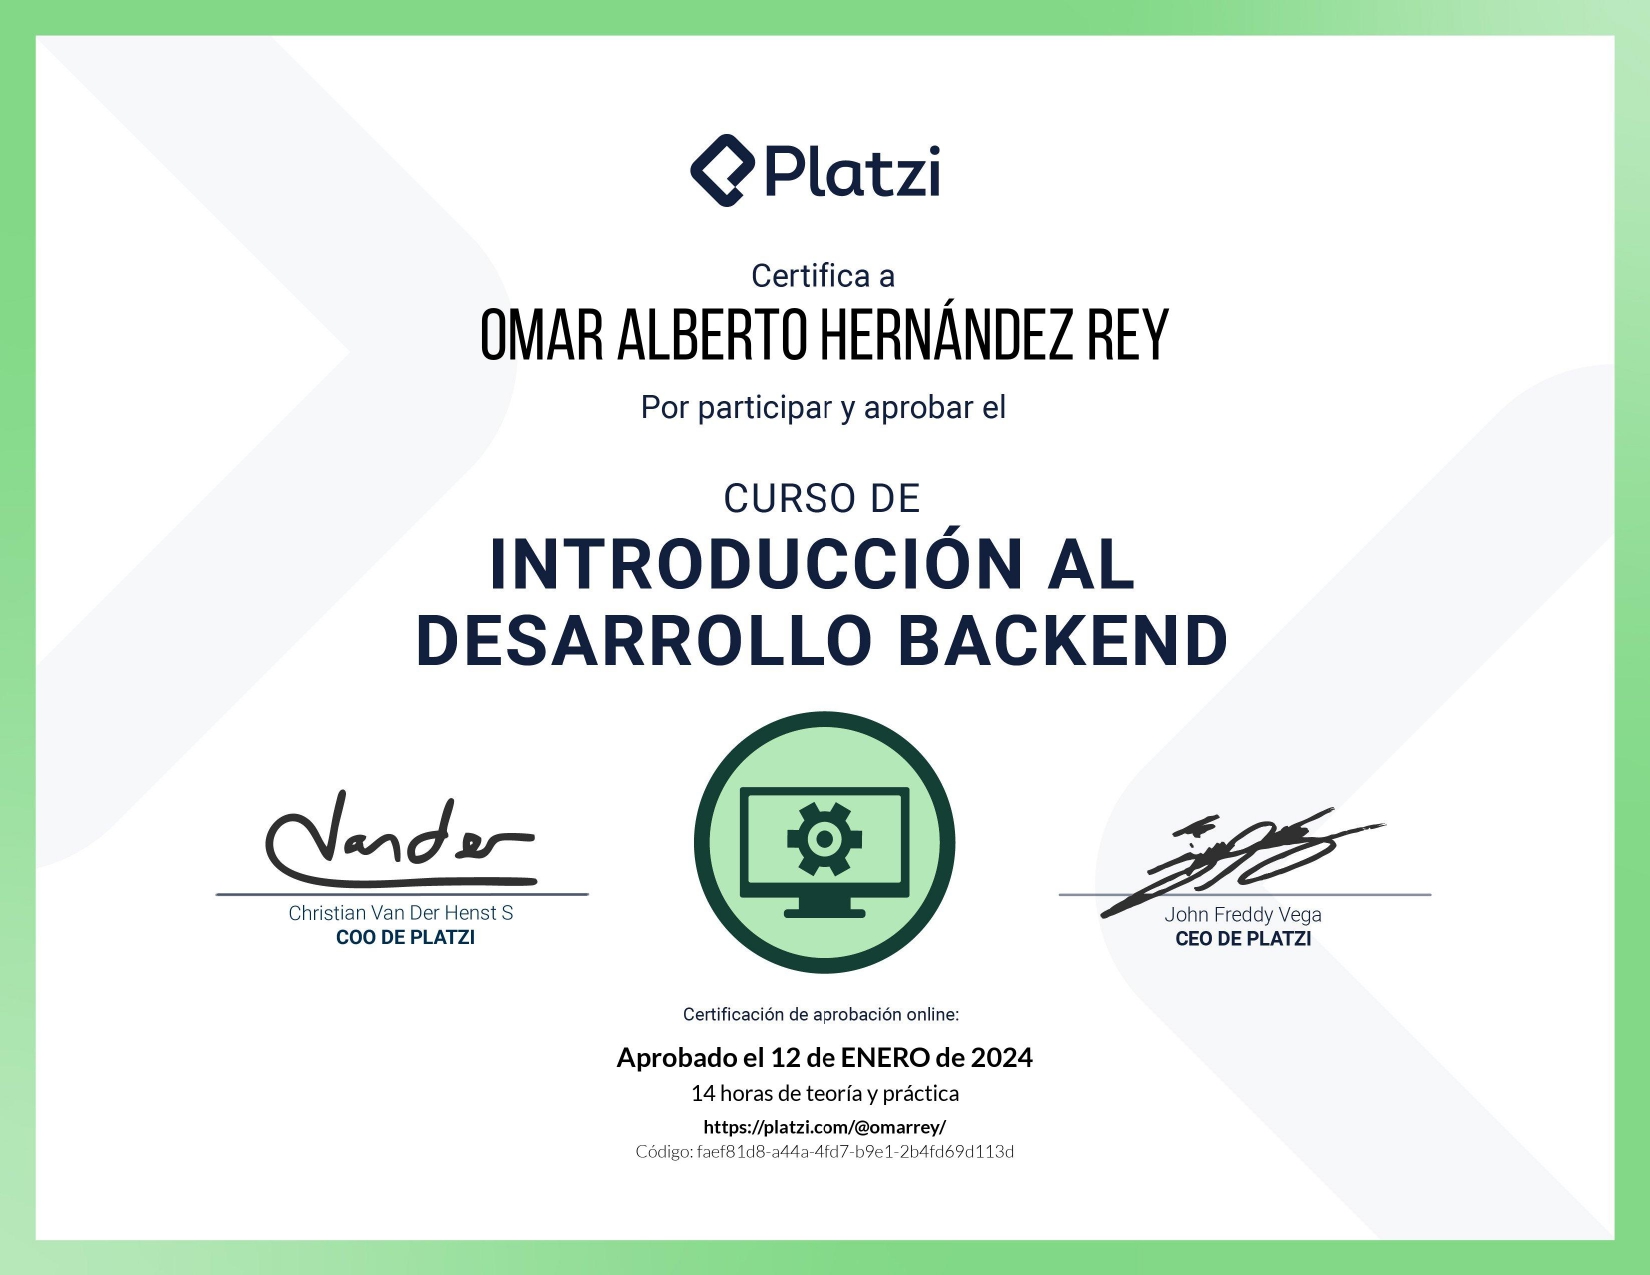 Platzi
Certifica a
OMAR ALBERTO HERNÁNDEZ REY
Por participar y aprobar el
CURSO DE
INTRODUCCIÓN AL
DESARROLLO BACKEND
Vander
Christian Van Der Henst S
COO DE PLATZI
John Freddy Vega
CEO DE PLATZI
Certificación de aprobación online:
Aprobado el 12 de ENERO de 2024
14 horas de teoría y práctica
https://platzi.com/@omarrey/
Código: faef81d8-a44a-4fd7-b9e1-2b4fd69d113d